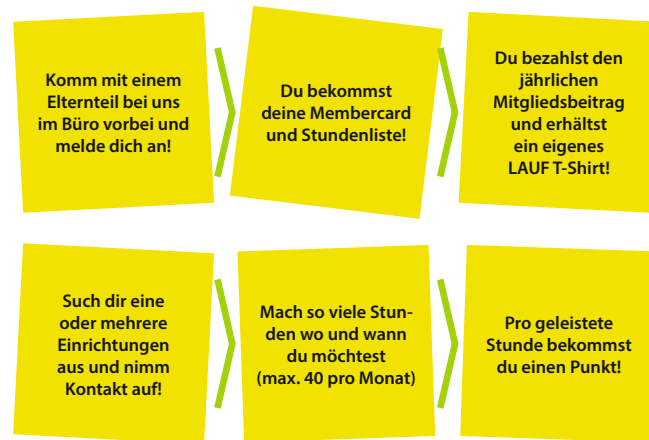 Komm mit einem
Elternteil bei uns
im Büro vorbei und
melde dich an!
Du bekommst
deine Membercard
und Stundenliste!
Du bezahlst den
jährlichen
Mitgliedsbeitrag
und erhältst
ein eigenes
LAUF T-Shirt!
Such dir eine
oder mehrere
Einrichtungen
aus und nimm
Kontakt auf!
Mach so viele Stun-
den wo und wann
du möchtest
(max. 40 pro Monat)
Pro geleistete
Stunde bekommst
du einen Punkt!